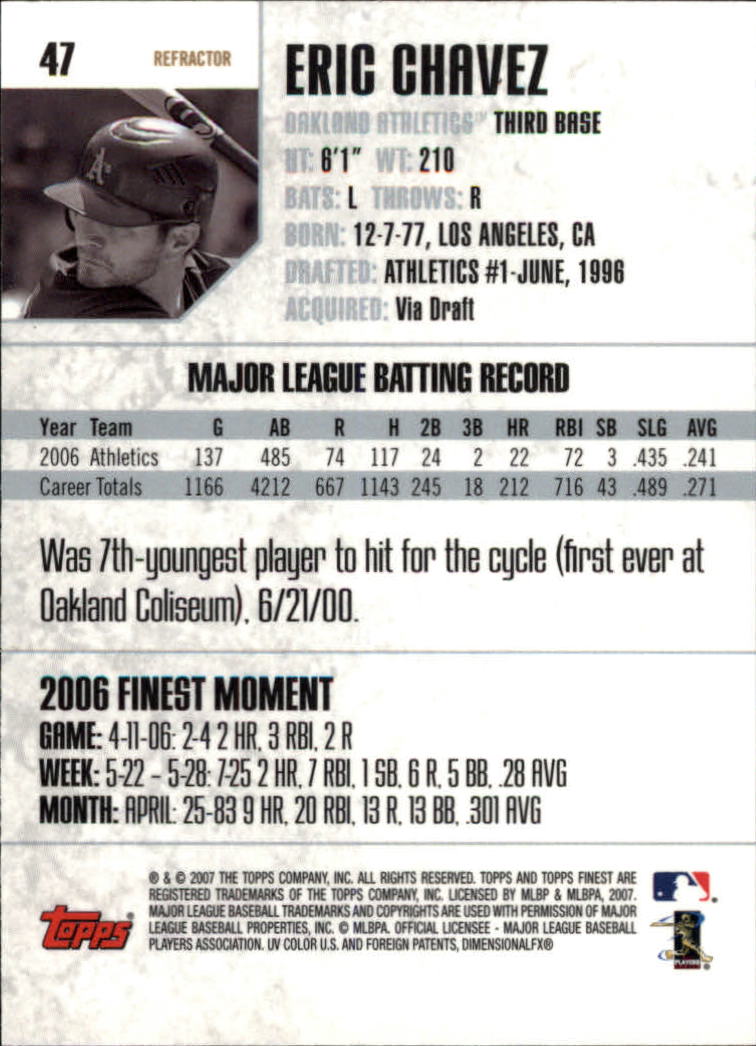 47
REFRACTOR
ERIC CHAVEZ
OAKLAND ATHLETICS™ THIRD BASE
HT: 6'1" WT: 210
BATS: L THROWS: R
BORN: 12-7-77, LOS ANGELES, CA
DRAFTED: ATHLETICS #1-JUNE, 1996
ACQUIRED: Via Draft
A's
MAJOR LEAGUE BATTING RECORD
Year Team G AB R H 2B 3B HR RBI SB SLG AVG
2006 Athletics 137 485 74 117 24 2 22 72 3 .435 .241
Career Totals 1166 4212 667 1143 245 18 212 716 43 .489 .271
Was 7th-youngest player to hit for the cycle (first ever at
Oakland Coliseum), 6/21/00.
2006 FINEST MOMENT
GAME: 4-11-06: 2-4 2 HR, 3 RBI, 2 R
WEEK: 5-22 - 5-28: 7-25 2 HR, 7 RBI, 1 SB, 6 R, 5 BB, .28 AVG
MONTH: APRIL: 25-83 9 HR, 20 RBI, 13 R, 13 BB, .301 AVG
® & © 2007 THE TOPPS COMPANY, INC. ALL RIGHTS RESERVED. TOPPS AND TOPPS FINEST ARE
REGISTERED TRADEMARKS OF THE TOPPS COMPANY, INC. LICENSED BY MLBP & MLBPA, 2007.
MAJOR LEAGUE BASEBALL TRADEMARKS AND COPYRIGHTS ARE USED WITH PERMISSION OF MAJOR
LEAGUE BASEBALL PROPERTIES, INC. © MLBPA. OFFICIAL LICENSEE - MAJOR LEAGUE BASEBALL
PLAYERS ASSOCIATION. UV COLOR U.S. AND FOREIGN PATENTS, DIMENSIONALFX®
topps®
PLAYERS